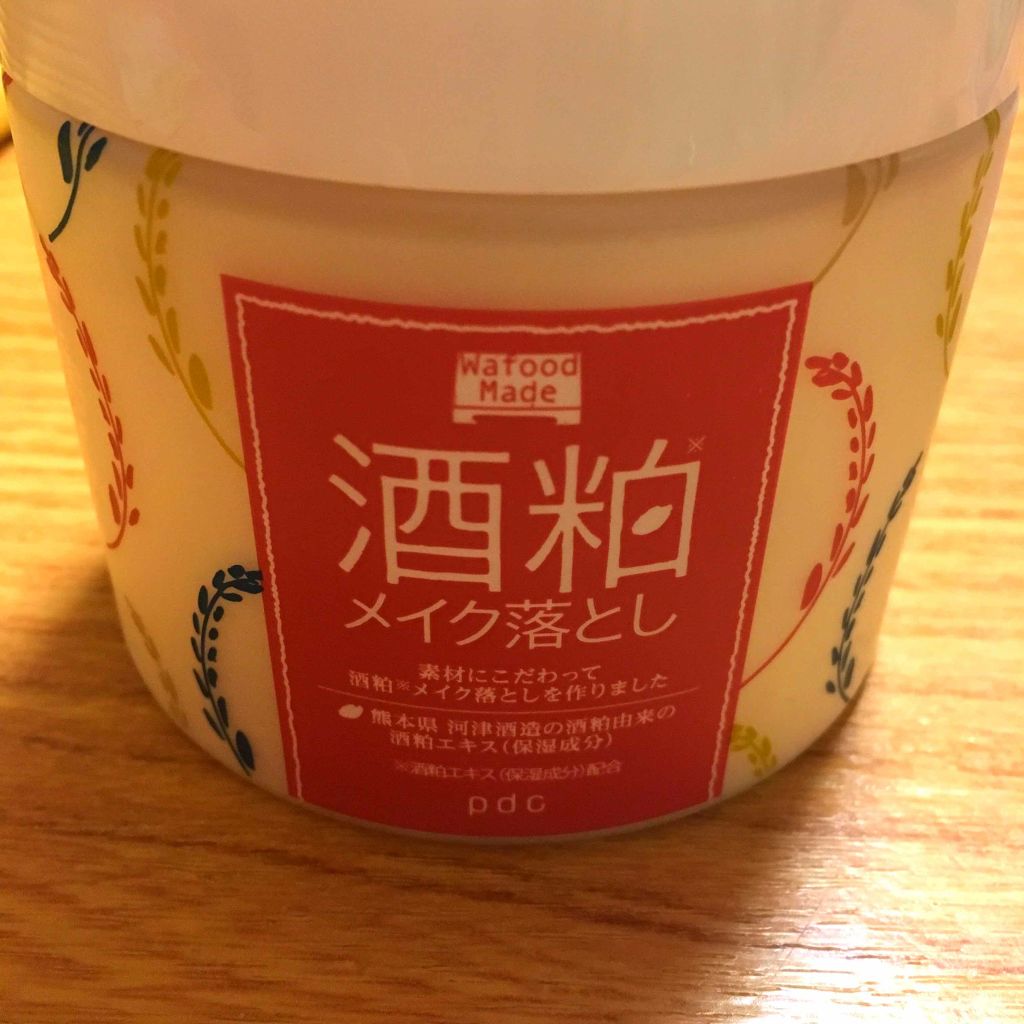 Wafood
Made
酒粕※
メイク落とし
素材にこだわって
酒粕※メイク落としを作りました
熊本県 河津酒造の酒粕由来の
酒粕エキス(保湿成分)
※酒粕エキス(保湿成分)配合
pdc